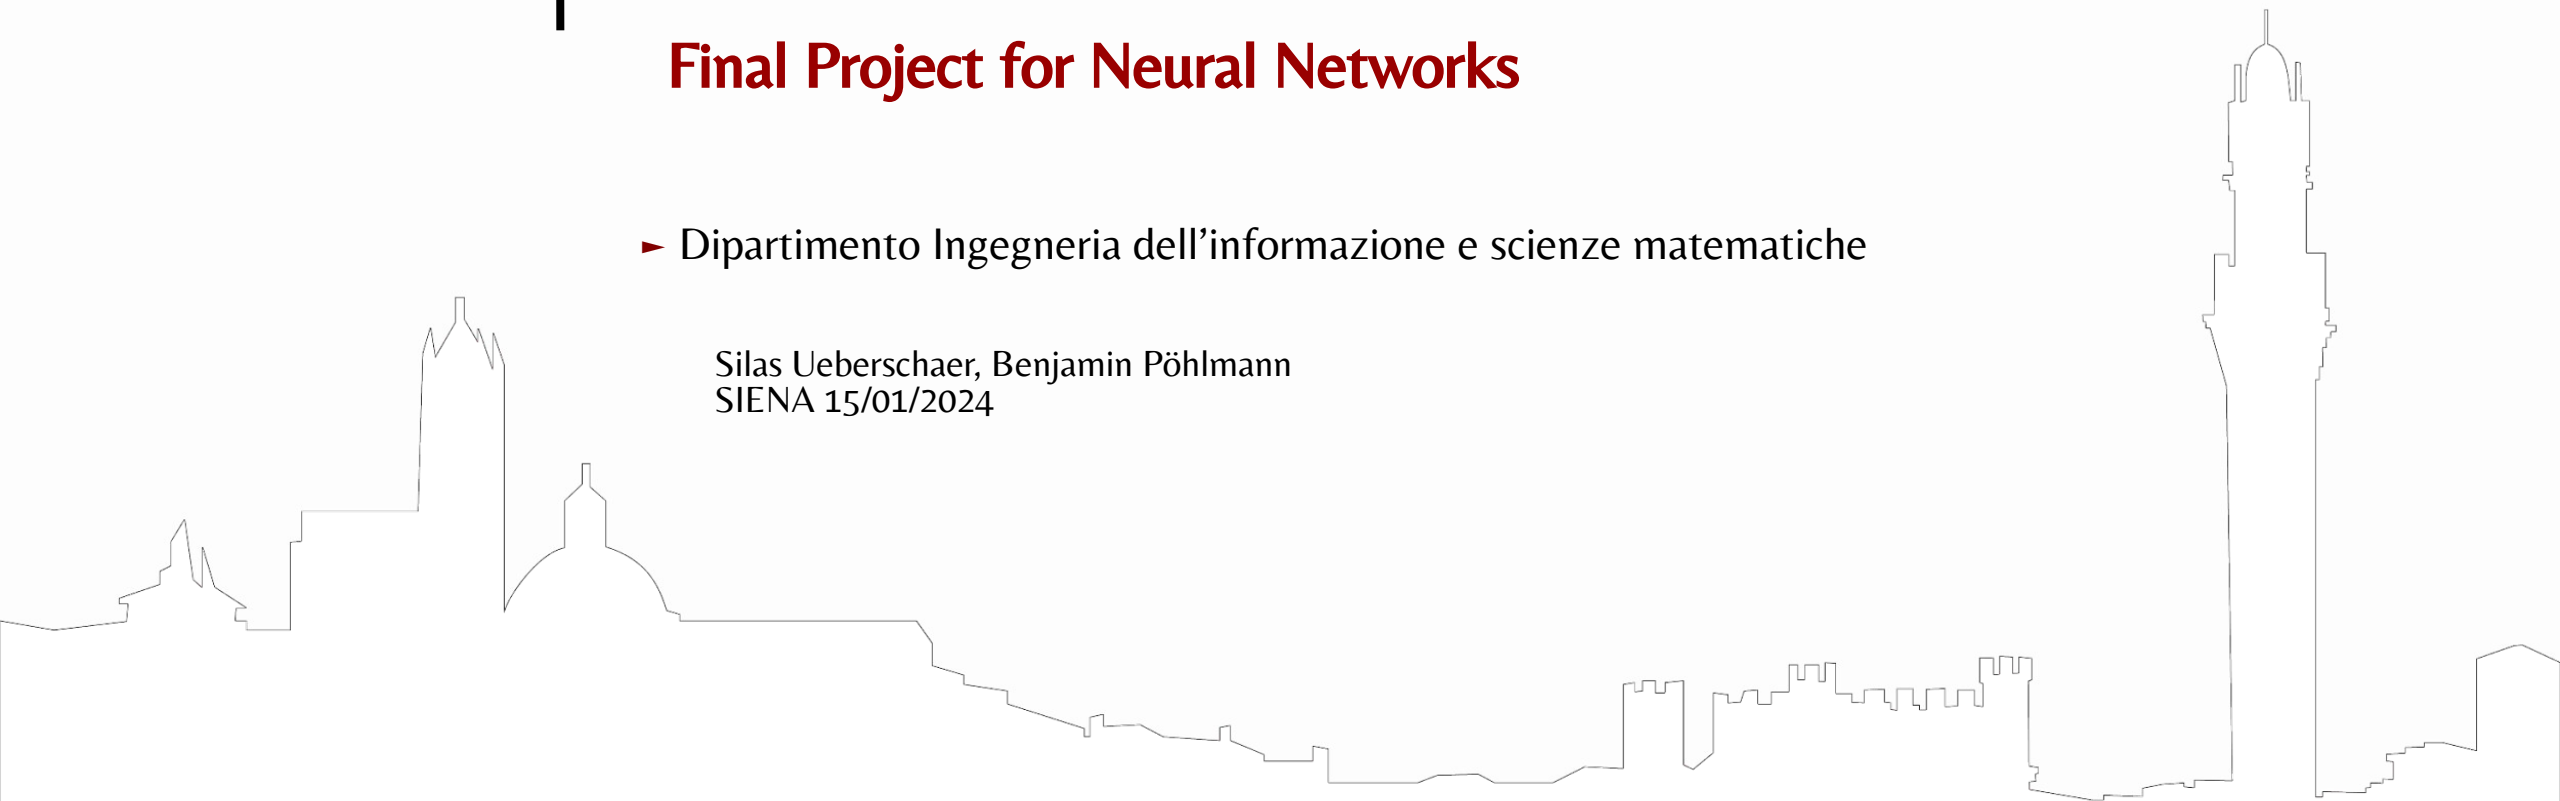 Final Project for Neural Networks
► Dipartimento Ingegneria dell’informazione e scienze matematiche
Silas Ueberschaer, Benjamin Pöhlmann
SIENA 15/01/2024